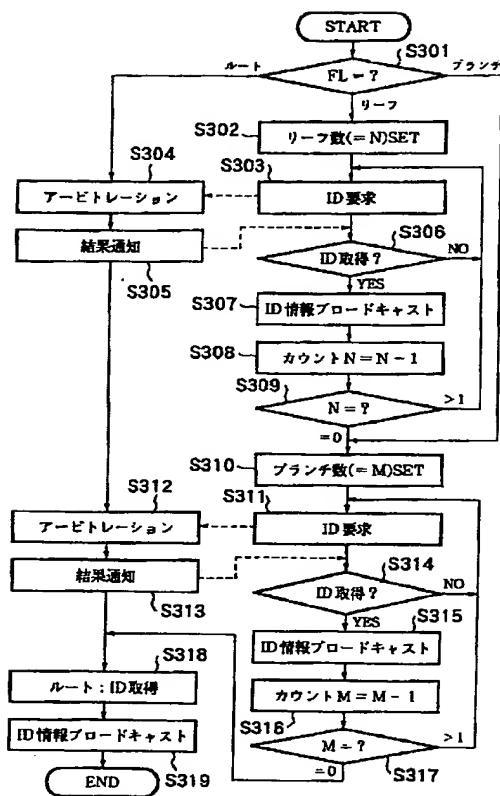 START
S301
ルート
FL=?
ブランチ
リーフ
S302
リーフ数(=N)SET
S304
S303
アービトレーション
ID要求
結果通知
S306
S305
ID取得?
NO
YES
S307
ID情報ブロードキャスト
S308
カウントN=N-1
S309
N=?
>1
=0
S310
ブランチ数(=M)SET
S312
S311
アービトレーション
ID要求
結果通知
S314
S313
ID取得?
NO
YES
S315
ID情報ブロードキャスト
S318
ルート:ID取得
カウントM=M-1
S316
ID情報ブロードキャスト
M=?
>1
S319
=0
S317
END